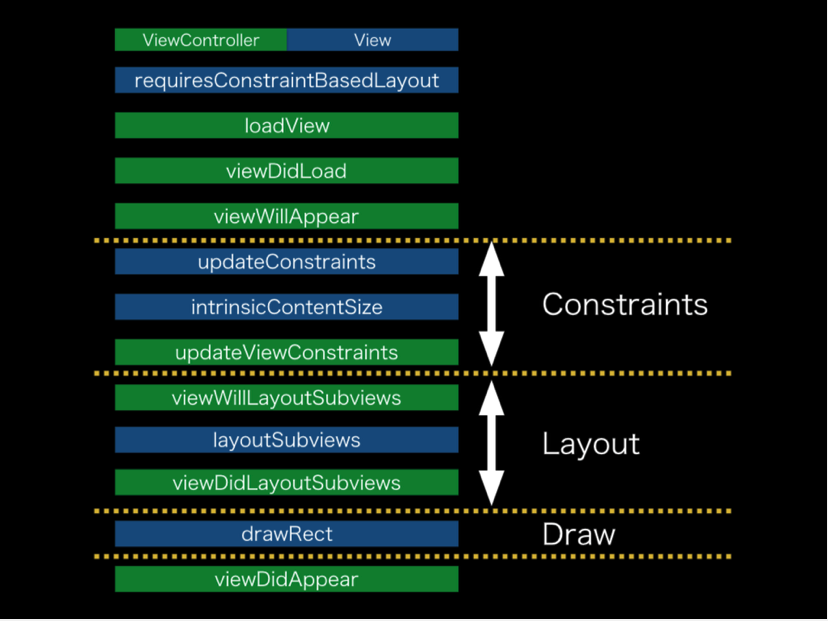 ViewController View
requiresConstraintBasedLayout
loadView
viewDidLoad
viewWillAppear
updateConstraints
intrinsicContentSize
Constraints
updateViewConstraints
viewWillLayoutSubviews
layoutSubviews
Layout
viewDidLayoutSubviews
drawRect
Draw
viewDidAppear